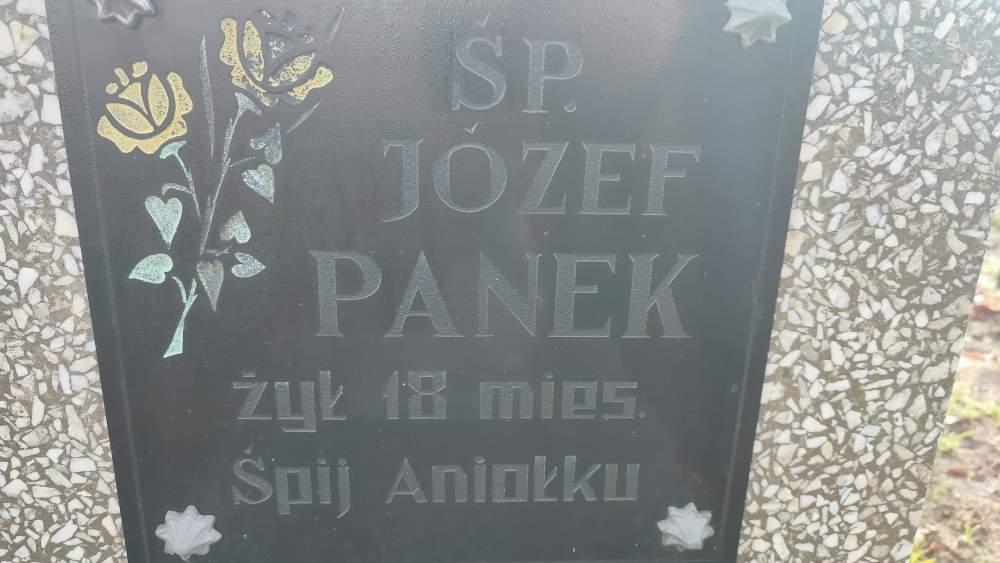 ŚP.
JÓZEF
PANEK
żył 18 mies.
Śpij Aniołku